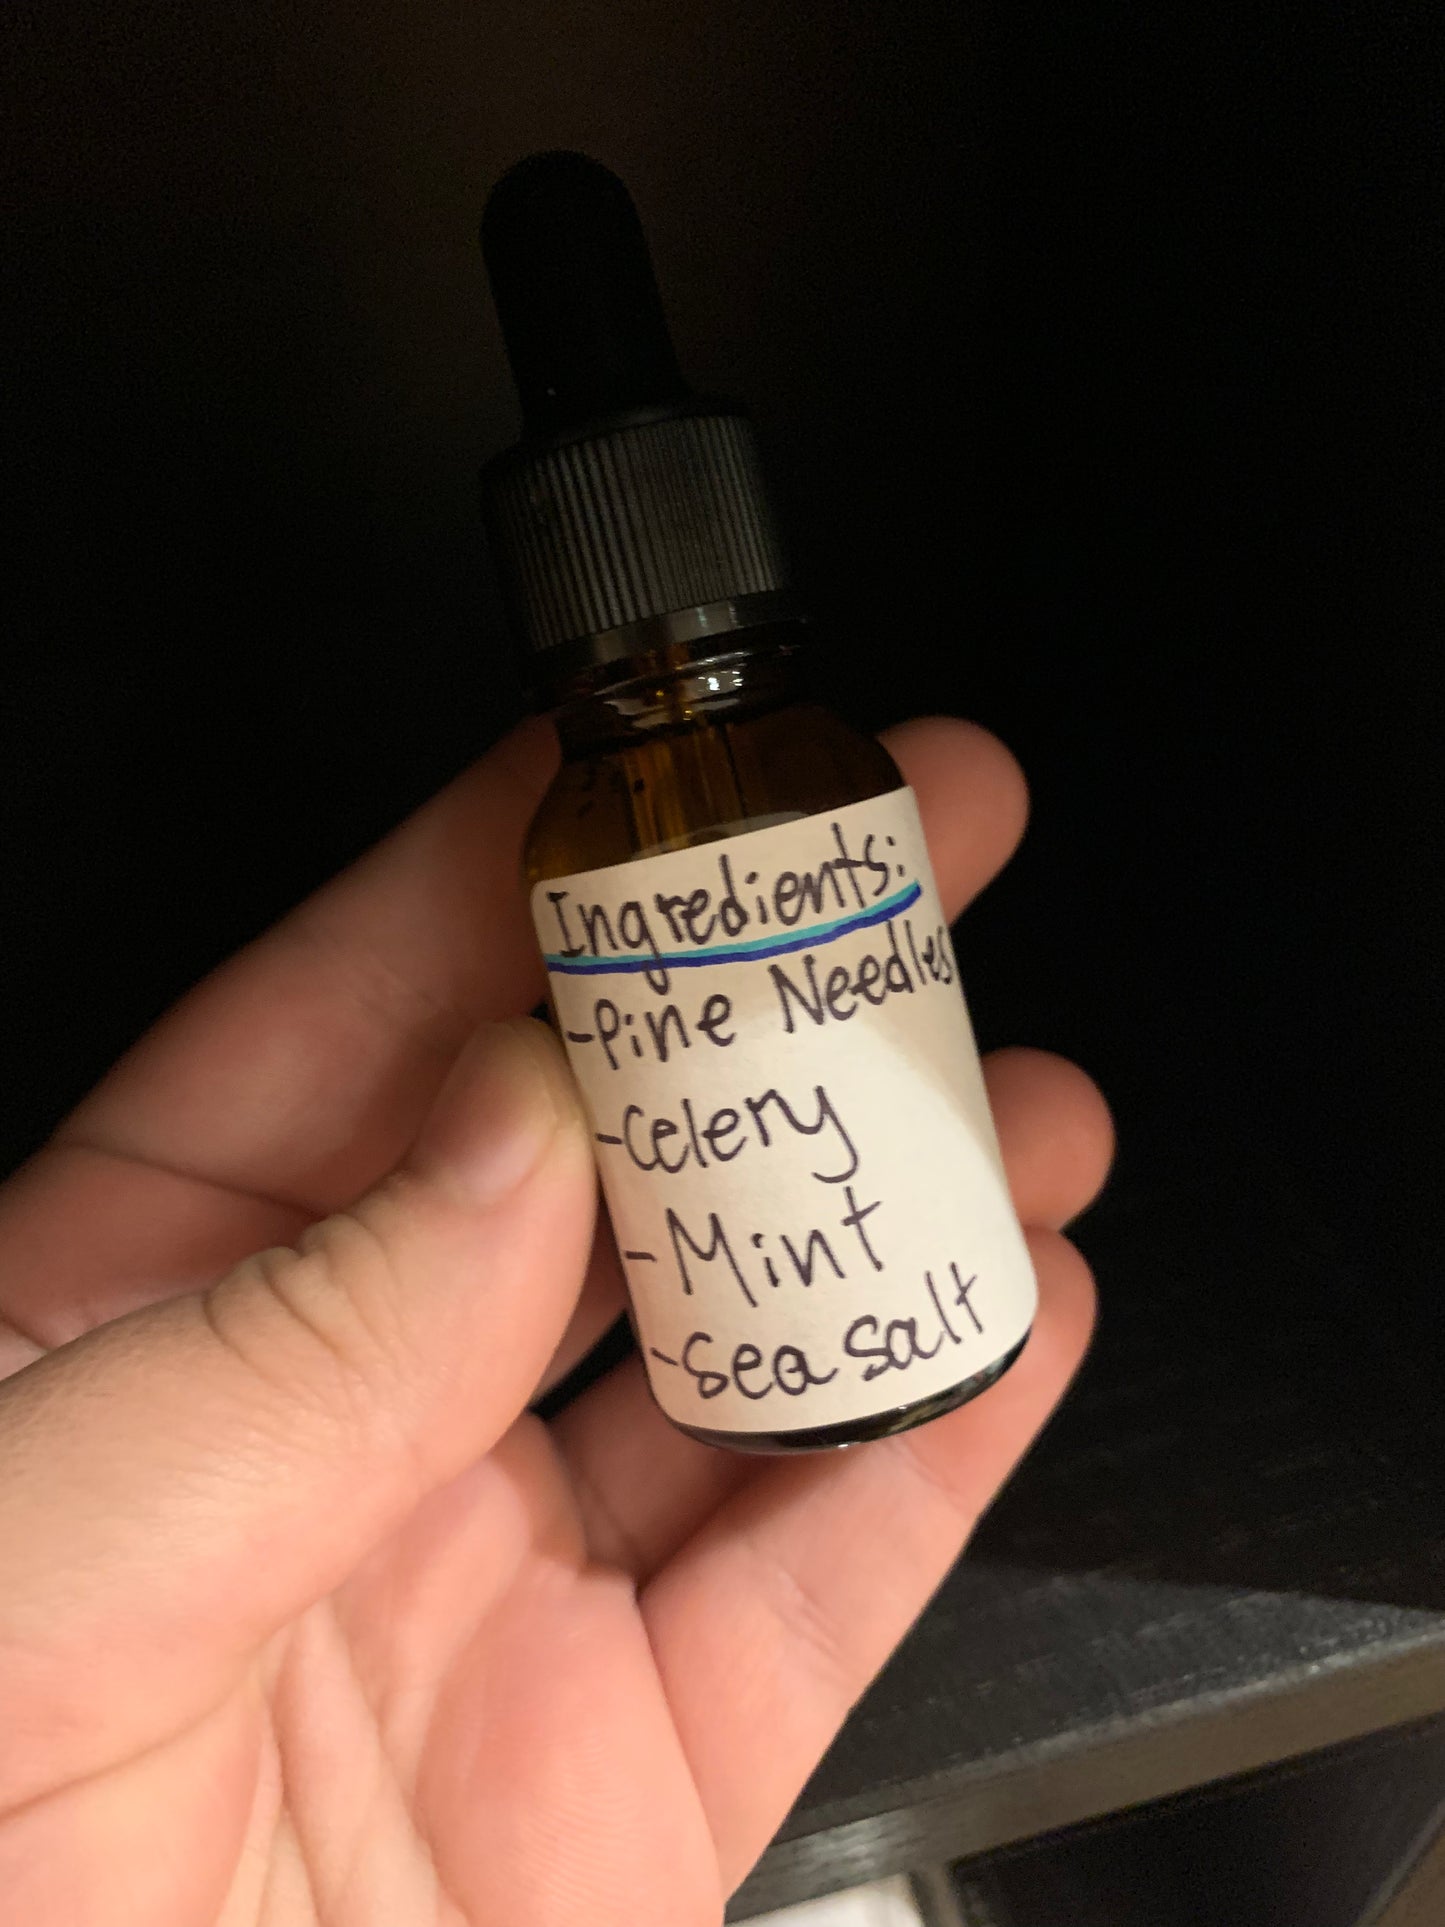 Ingredients:
-Pine Needles
-Celery
-Mint
-Sea salt